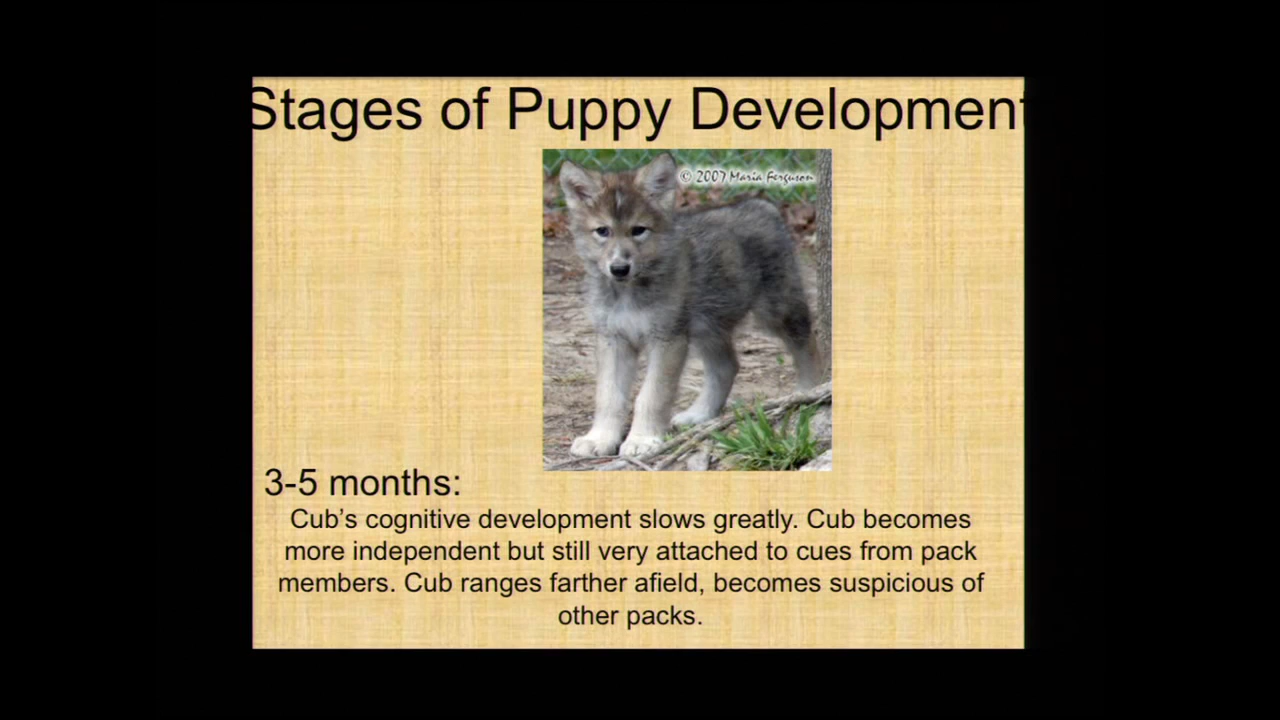 Stages of Puppy Development
© 2007 Maria Ferguson
3-5 months:
Cub’s cognitive development slows greatly. Cub becomes
more independent but still very attached to cues from pack
members. Cub ranges farther afield, becomes suspicious of
other packs.